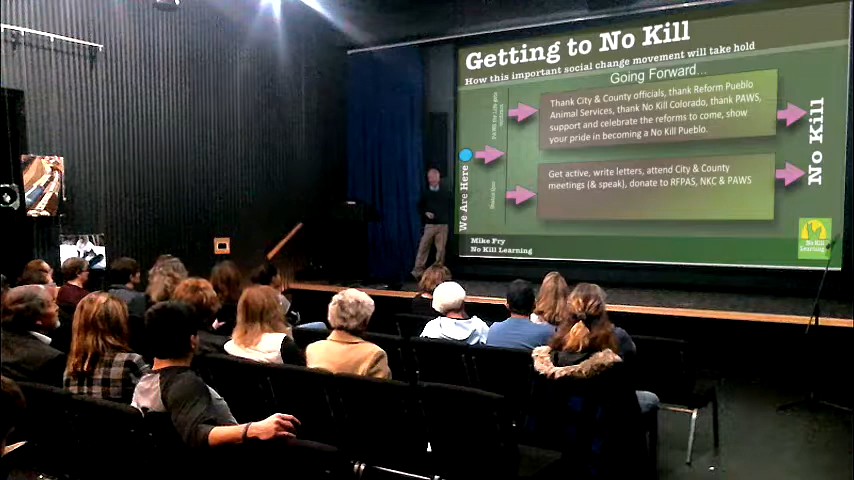 Getting to No Kill
How this important social change movement will take hold
Going Forward...
Thank City & County officials, thank Reform Pueblo
Animal Services, thank No Kill Colorado, thank PAWS,
support and celebrate the reforms to come, show
your pride in becoming a No Kill Pueblo.
Get active, write letters, attend City & County
meetings (& speak), donate to RFPAS, NKC & PAWS
We Are Here
No Kill
Mike Fry
No Kill Learning
No Kill
Learning